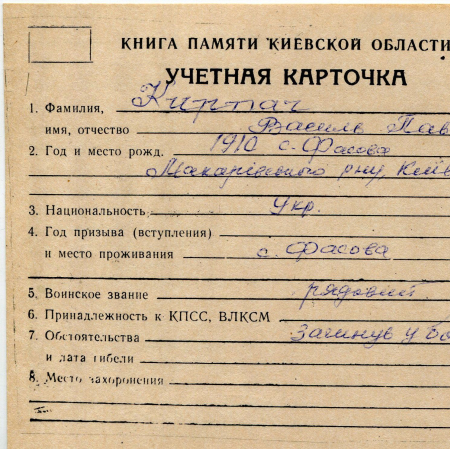 КНИГА ПАМЯТИ КИЕВСКОЙ ОБЛАСТИ
УЧЕТНАЯ КАРТОЧКА
1. Фамилия, Кирпач
имя, отчество Василь Пав
2. Год и место рожд. 1910 с. Фасова
Макарівського р-ну, Київ
3. Национальность Укр.
4. Год призыва (вступления)
и место проживания с. Фасова
5. Воинское звание рядовий
6. Принадлежность к КПСС, ВЛКСМ
7. Обстоятельства загинув у бо
и дата гибели
8. Место захоронения